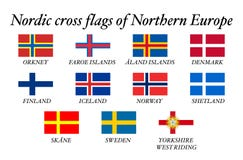 Nordic cross flags of Northern Europe
ORKNEY FAROE ISLANDS ÅLAND ISLANDS DENMARK
FINLAND ICELAND NORWAY SHETLAND
SKÅNE SWEDEN YORKSHIRE
WEST RIDING